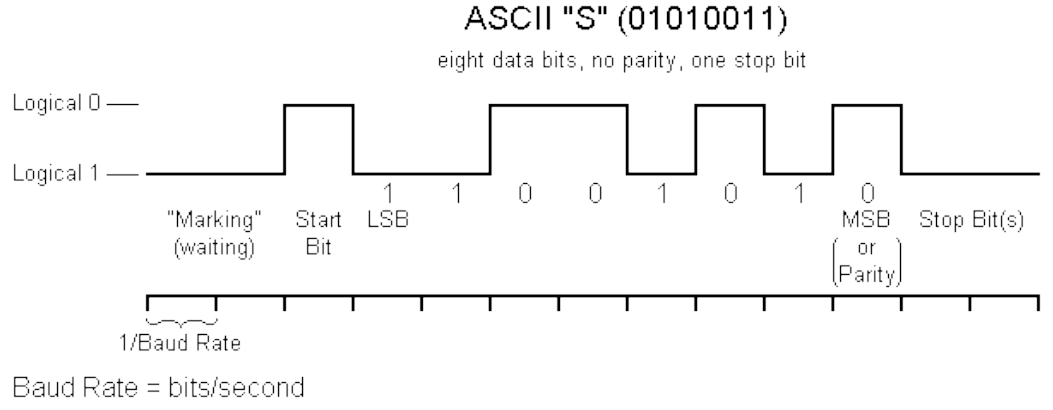 ASCII "S" (01010011)
eight data bits, no parity, one stop bit
Logical 0
Logical 1
1 1 0 0 1 0 1 0
"Marking" Start LSB MSB Stop Bit(s)
(waiting) Bit or
Parity
1/Baud Rate
Baud Rate = bits/second